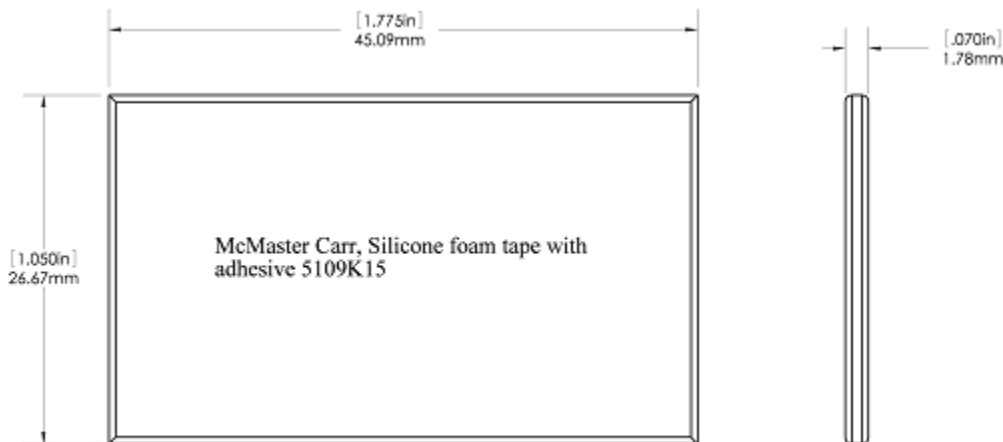 [1.775in]
45.09mm
[.070in]
1.78mm
[1.050in]
26.67mm
McMaster Carr, Silicone foam tape with
adhesive 5109K15